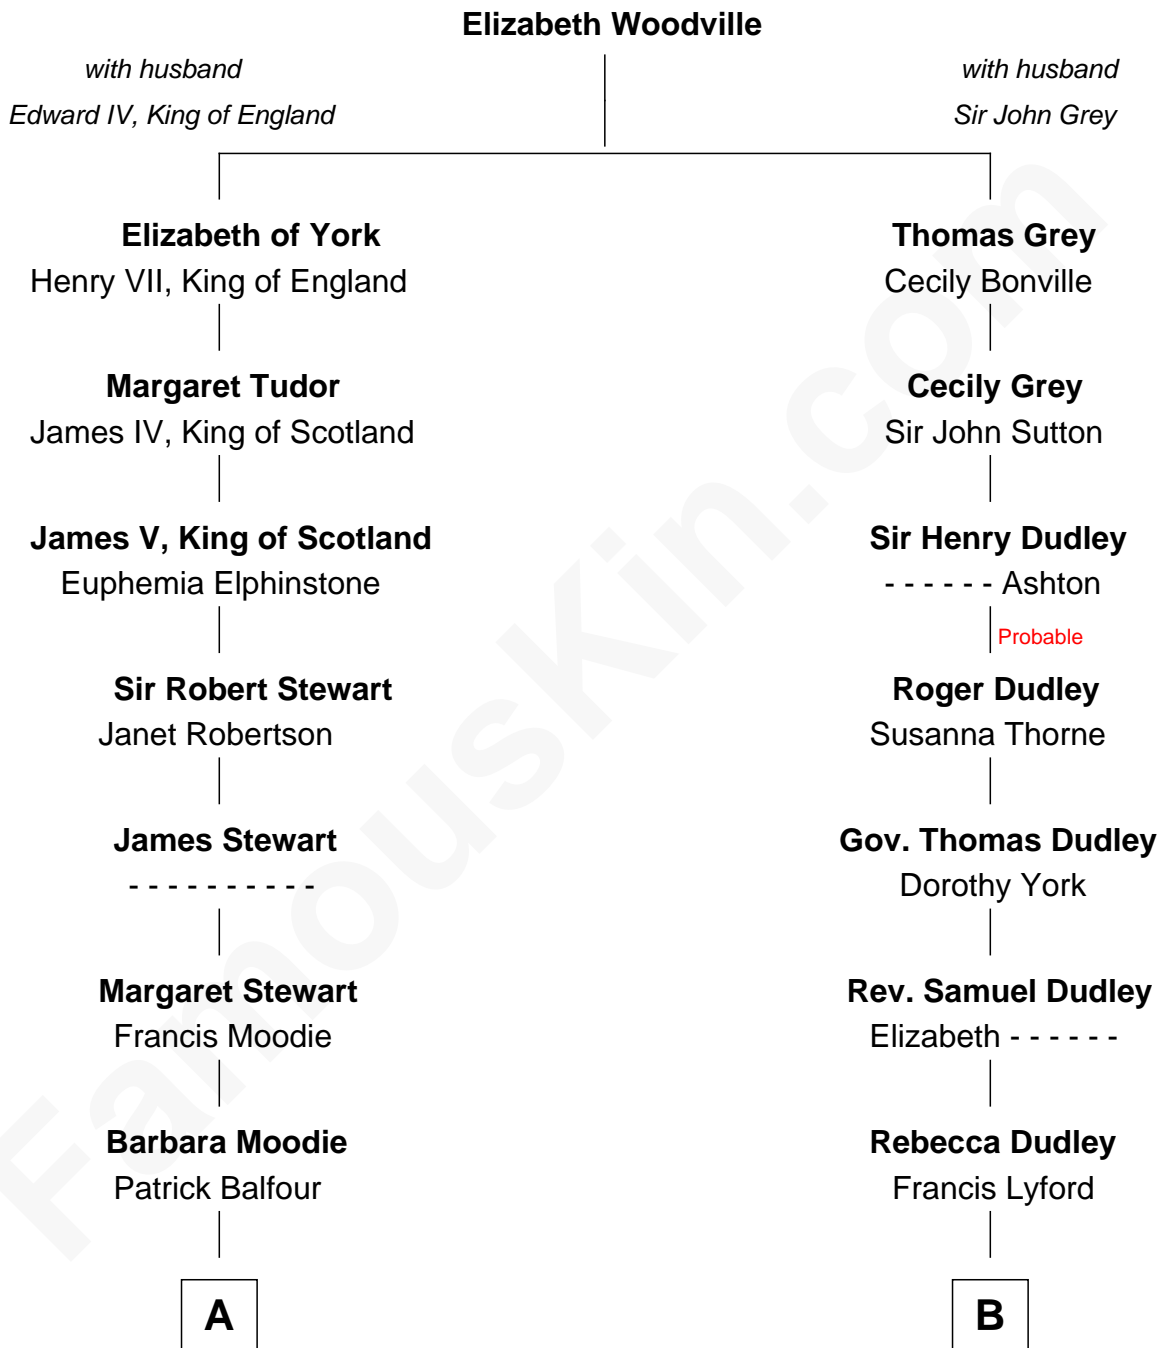 Elizabeth Woodville
with husband
Edward IV, King of England
with husband
Sir John Grey
Elizabeth of York
Henry VII, King of England
Thomas Grey
Cecily Bonville
Margaret Tudor
James IV, King of Scotland
Cecily Grey
Sir John Sutton
James V, King of Scotland
Euphemia Elphinstone
Sir Henry Dudley
- - - - - - Ashton
Probable
Sir Robert Stewart
Janet Robertson
Roger Dudley
Susanna Thorne
James Stewart
- - - - - - - - - -
Gov. Thomas Dudley
Dorothy York
Margaret Stewart
Francis Moodie
Rev. Samuel Dudley
Elizabeth - - - - - -
Barbara Moodie
Patrick Balfour
Rebecca Dudley
Francis Lyford
A
B
FamousKin.com